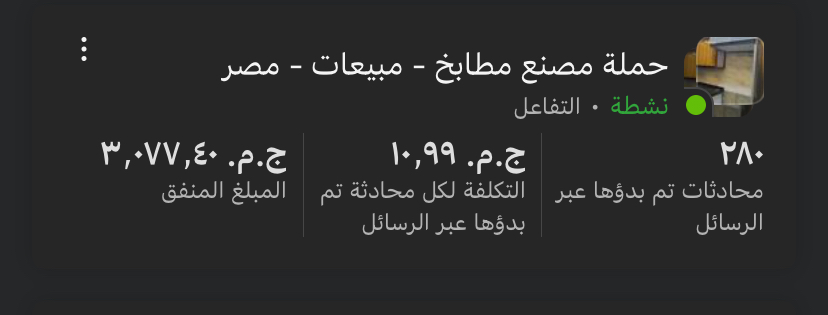 حملة مصنع مطابخ - مبيعات - مصر
نشطة • التفاعل
٢٨٠
محادثات تم بدؤها عبر
الرسائل
ج.م. ١٠,٩٩
التكلفة لكل محادثة تم
بدؤها عبر الرسائل
ج.م. ٣,٠٧٧,٤٠
المبلغ المنفق